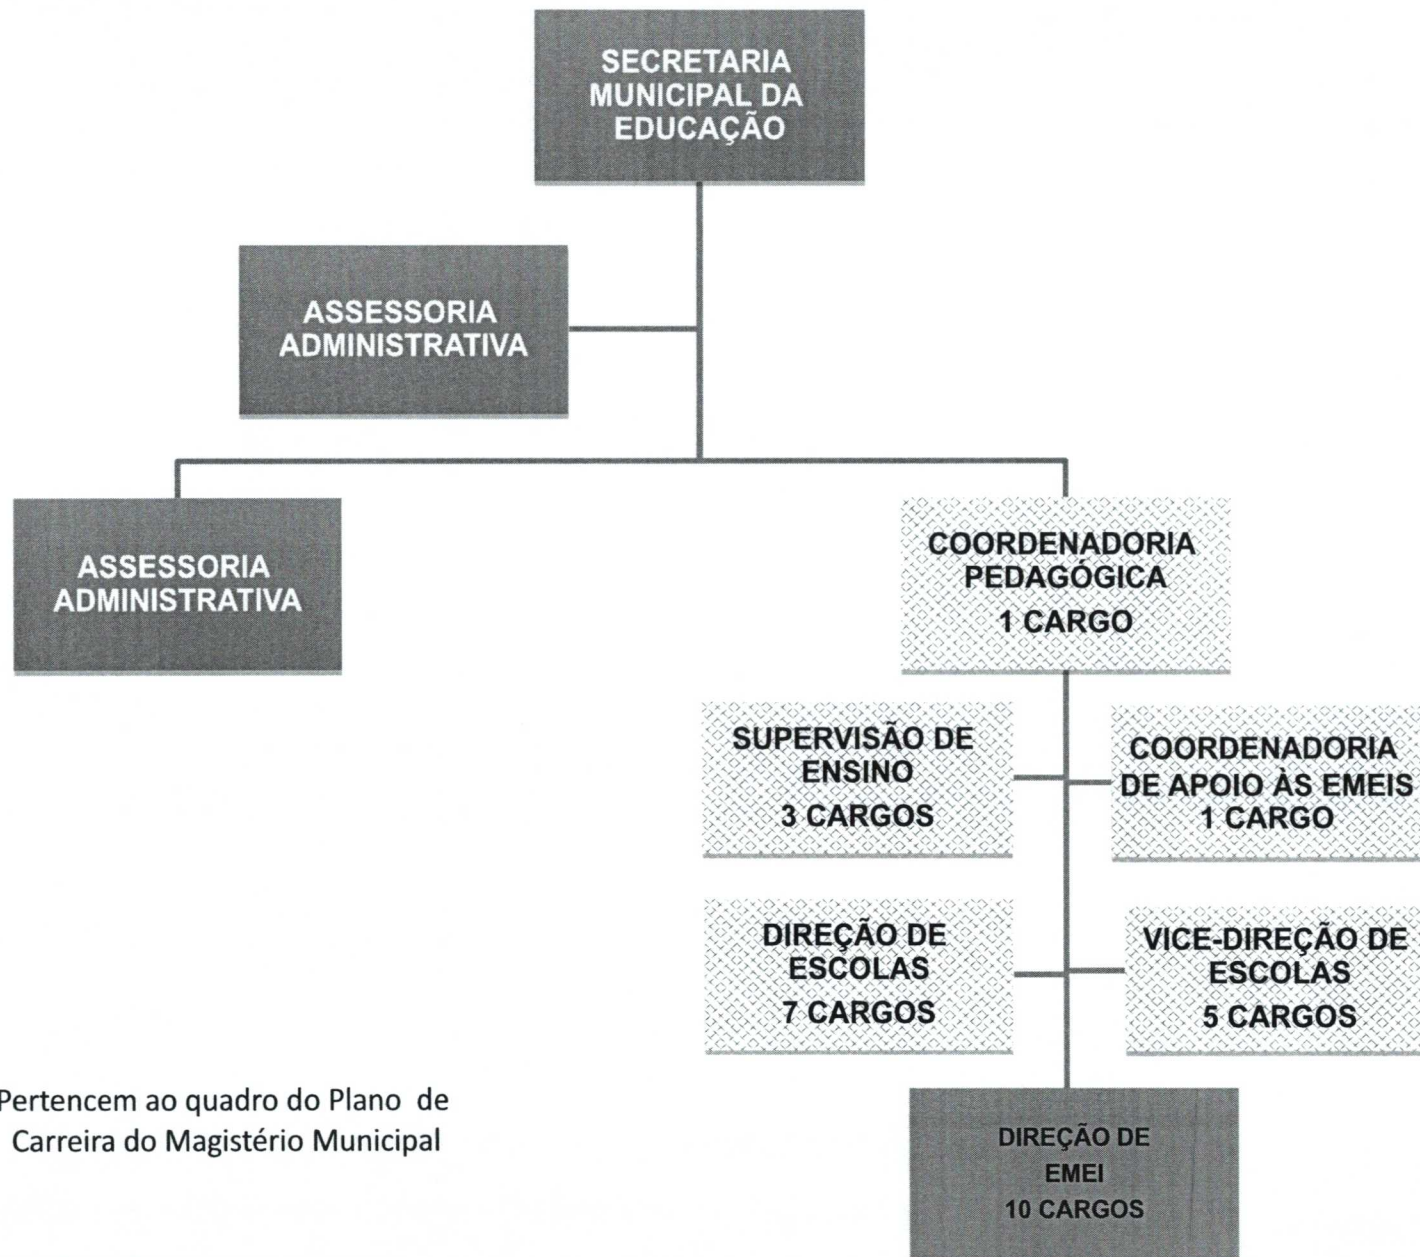 SECRETARIA
MUNICIPAL DA
EDUCAÇÃO
ASSESSORIA
ADMINISTRATIVA
ASSESSORIA
ADMINISTRATIVA
COORDENADORIA
PEDAGÓGICA
1 CARGO
SUPERVISÃO DE
ENSINO
3 CARGOS
COORDENADORIA
DE APOIO ÀS EMEIS
1 CARGO
DIREÇÃO DE
ESCOLAS
7 CARGOS
VICE-DIREÇÃO DE
ESCOLAS
5 CARGOS
DIREÇÃO DE
EMEI
10 CARGOS
Pertencem ao quadro do Plano de
Carreira do Magistério Municipal